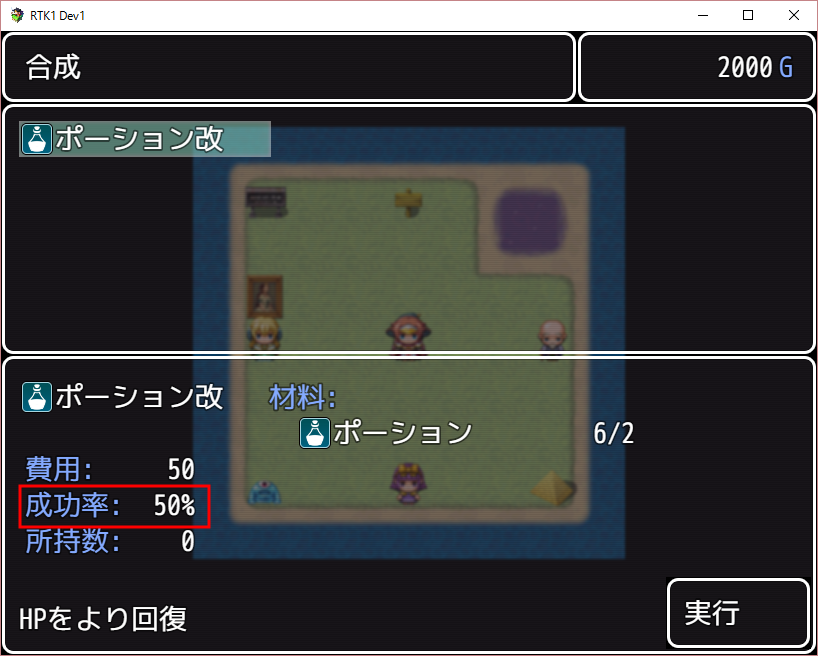 RTK1 Dev1
合成
2000 G
ポーション改
ポーション改
材料:
ポーション 6/2
費用: 50
成功率: 50%
所持数: 0
HPをより回復
実行